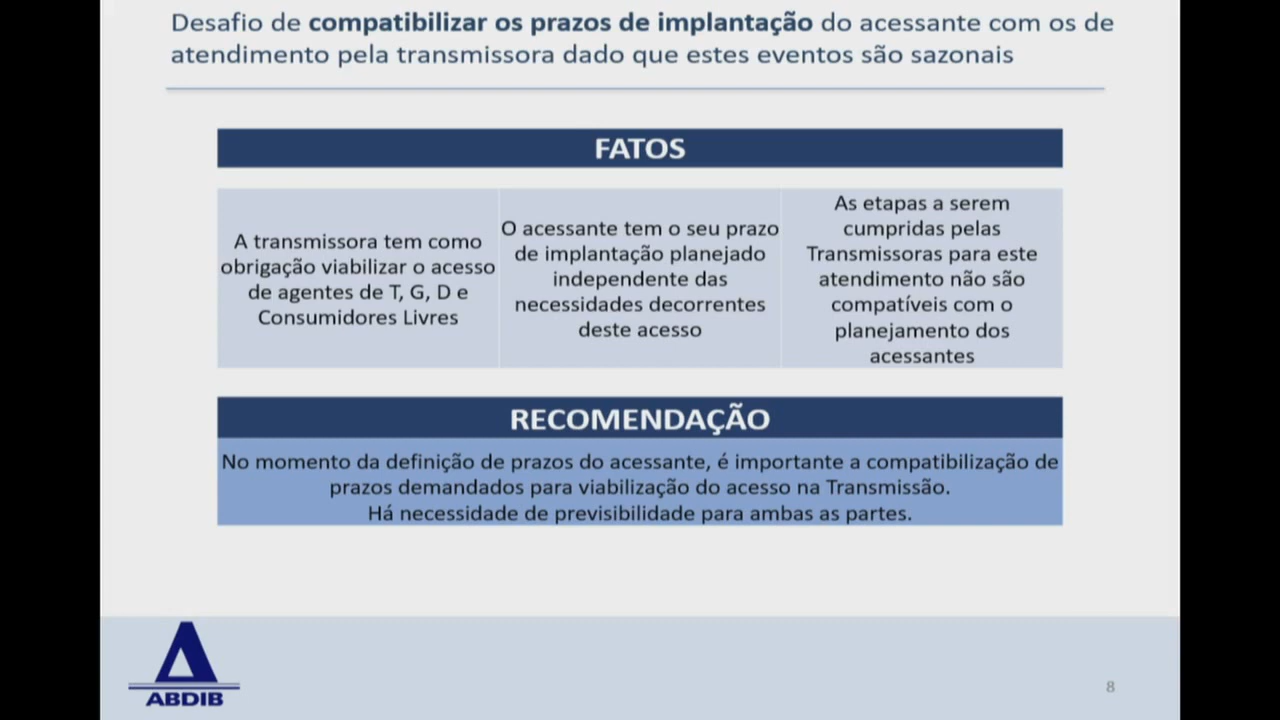 Desafio de compatibilizar os prazos de implantação do acessante com os de
atendimento pela transmissora dado que estes eventos são sazonais
FATOS
A transmissora tem como
obrigação viabilizar o acesso
de agentes de T, G, D e
Consumidores Livres
O acessante tem o seu prazo
de implantação planejado
independente das
necessidades decorrentes
deste acesso
As etapas a serem
cumpridas pelas
Transmissoras para este
atendimento não são
compatíveis com o
planejamento dos
acessantes
RECOMENDAÇÃO
No momento da definição de prazos do acessante, é importante a compatibilização de
prazos demandados para viabilização do acesso na Transmissão.
Há necessidade de previsibilidade para ambas as partes.
ABDIB
8